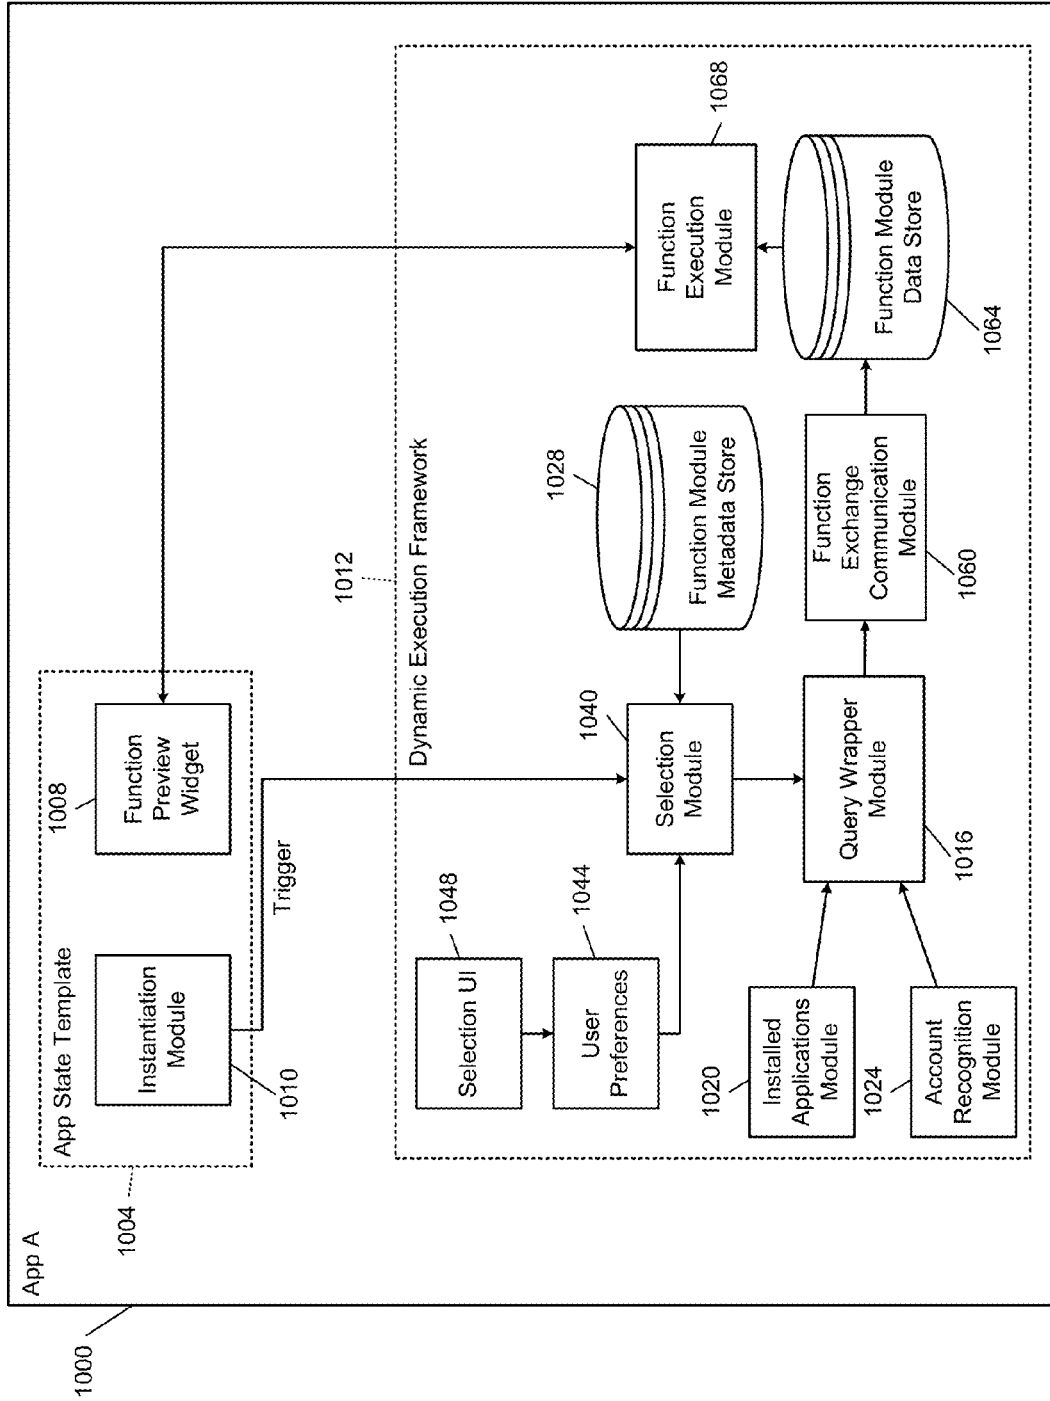 1000
App A
1004
App State Template
Instantiation
Module
1010
Function
Preview
Widget
1008
Trigger
1012
Dynamic Execution Framework
Selection UI
1048
User
Preferences
1044
Selection
Module
1040
Function Module
Metadata Store
1028
Function
Execution
Module
1068
Installed
Applications
Module
1020
Account
Recognition
Module
1024
Query Wrapper
Module
1016
Function
Exchange
Communication
Module
1060
Function Module
Data Store
1064